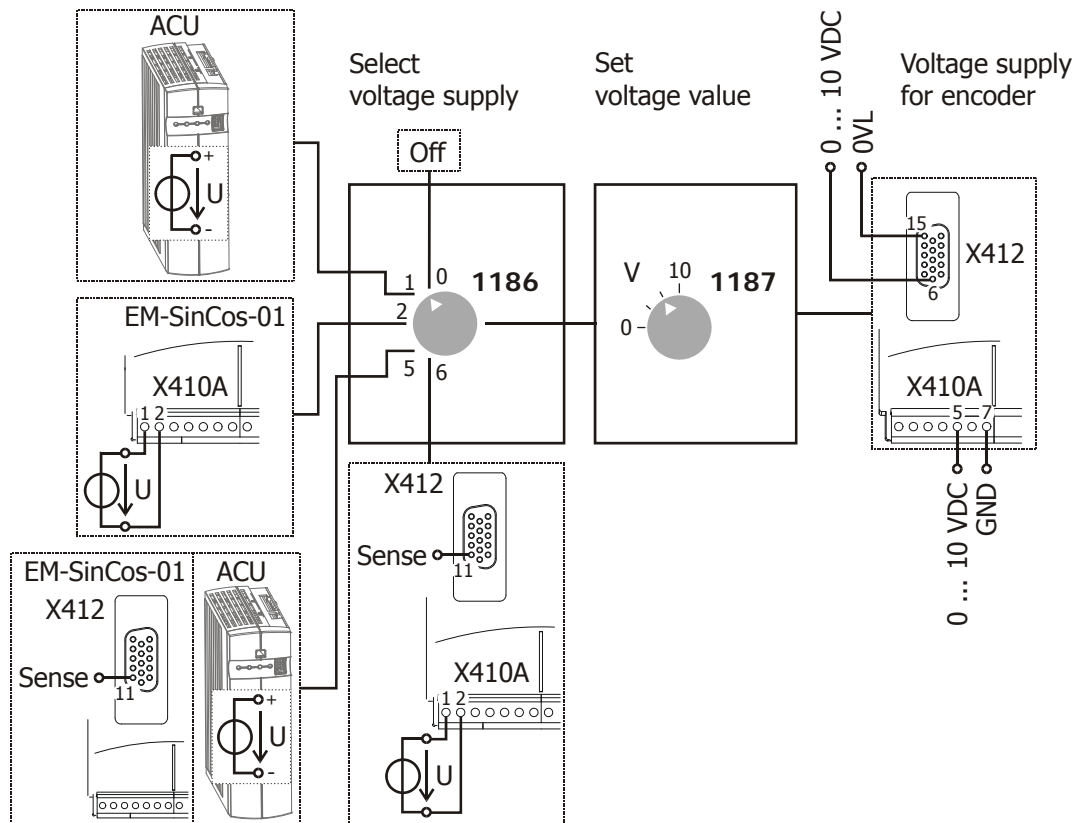 ACU
+
U
-
Select
voltage supply
Off
Set
voltage value
Voltage supply
for encoder
0 ... 10 VDC
0VL
15
X412
6
1 0
1186
2
5 6
V
10
0
1187
EM-SinCos-01
X410A
1 2
U
X410A
5 7
0 ... 10 VDC
GND
EM-SinCos-01
X412
Sense
11
ACU
+
U
-
X412
Sense
11
X410A
1 2
U